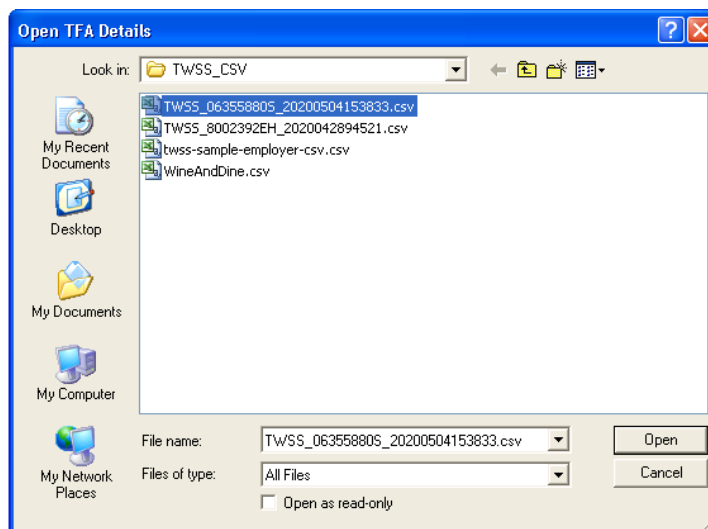 Open TFA Details
Look in: TWSS_CSV
TWSS_06355880S_20200504153833.csv
TWSS_8002392EH_2020042894521.csv
twss-sample-employer-csv.csv
WineAndDine.csv
My Recent
Documents
Desktop
My Documents
My Computer
My Network
Places
File name: TWSS_06355880S_20200504153833.csv Open
Files of type: All Files Cancel
Open as read-only